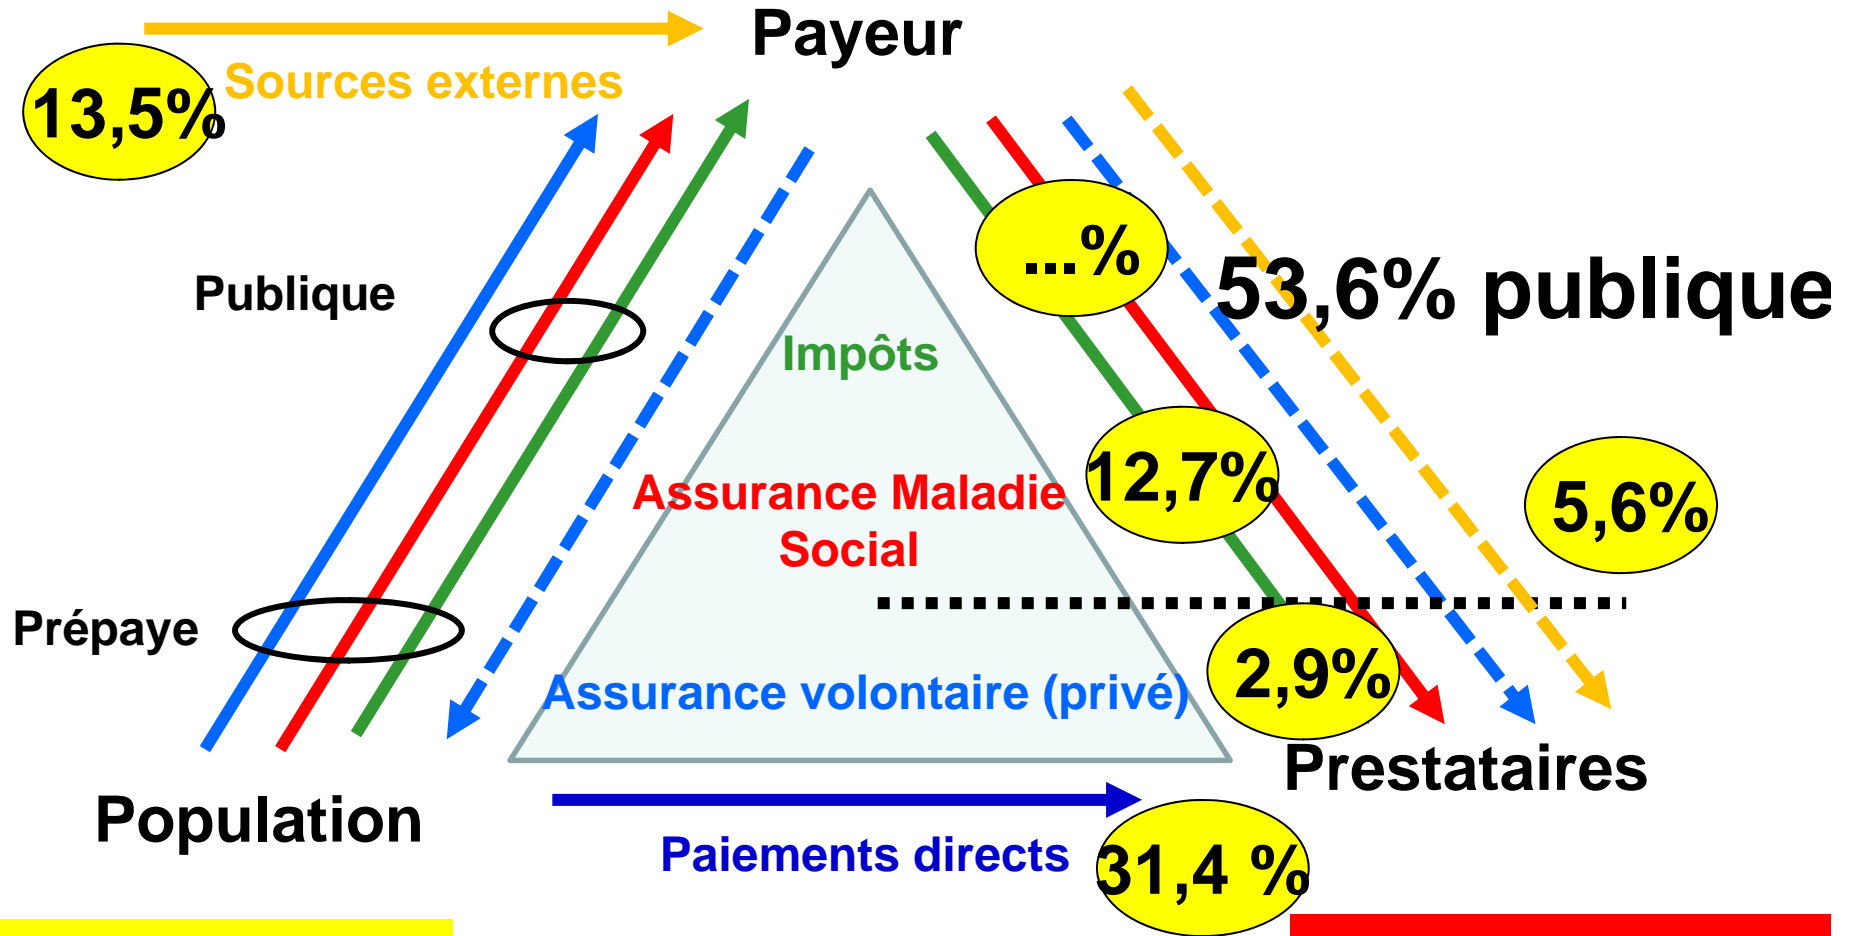 Payeur
Sources externes
13,5%
...%
Publique
53,6% publique
Impôts
Assurance Maladie
Social
12,7%
5,6%
Prépaye
2,9%
Assurance volontaire (privé)
Prestataires
Population
Paiements directs
31,4 %